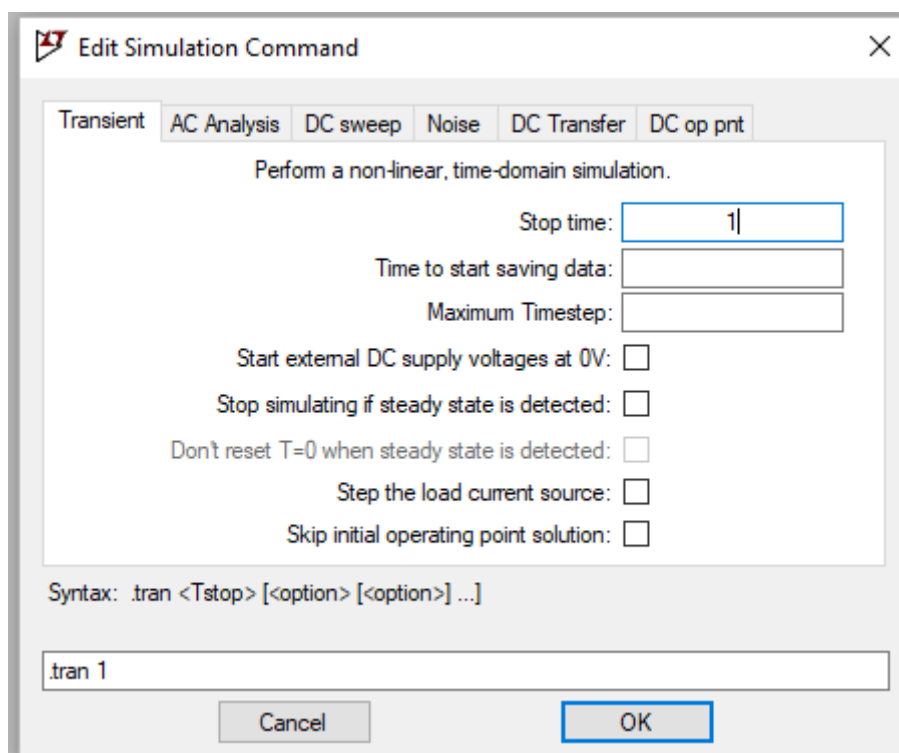 Edit Simulation Command
Transient AC Analysis DC sweep Noise DC Transfer DC op pnt
Perform a non-linear, time-domain simulation.
Stop time: 1
Time to start saving data:
Maximum Timestep:
Start external DC supply voltages at 0V:
Stop simulating if steady state is detected:
Don't reset T=0 when steady state is detected:
Step the load current source:
Skip initial operating point solution:
Syntax: .tran <Tstop> [<option> [<option>] ...]
.tran 1
Cancel OK